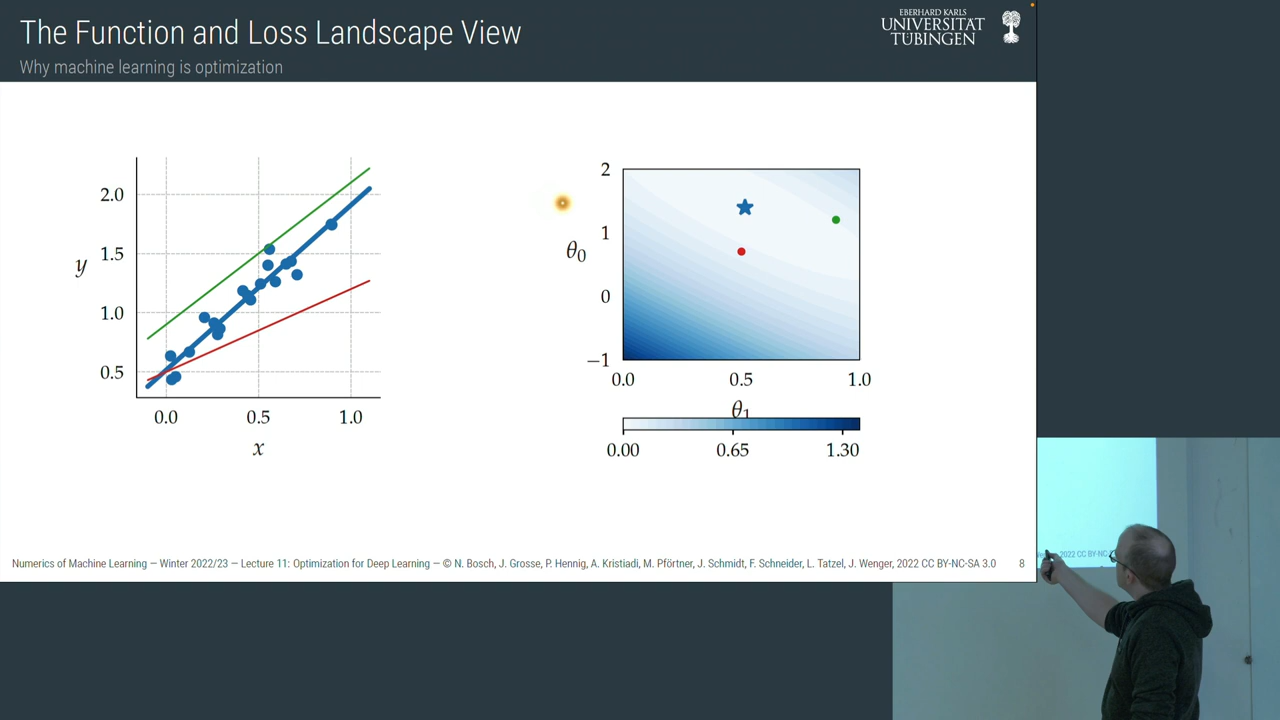 The Function and Loss Landscape View
Why machine learning is optimization
EBERHARD KARLS
UNIVERSITÄT
TÜBINGEN
2.0
1.5
1.0
0.5
y
0.0 0.5 1.0
x
2
1
0
−1
θ0
0.0 0.5 1.0
θ1
0.00 0.65 1.30
Numerics of Machine Learning — Winter 2022/23 — Lecture 11: Optimization for Deep Learning — © N. Bosch, J. Grosse, P. Hennig, A. Kristiadi, M. Pförtner, J. Schmidt, F. Schneider, L. Tatzel, J. Wenger, 2022 CC BY-NC-SA 3.0 8
2022 CC BY-NC